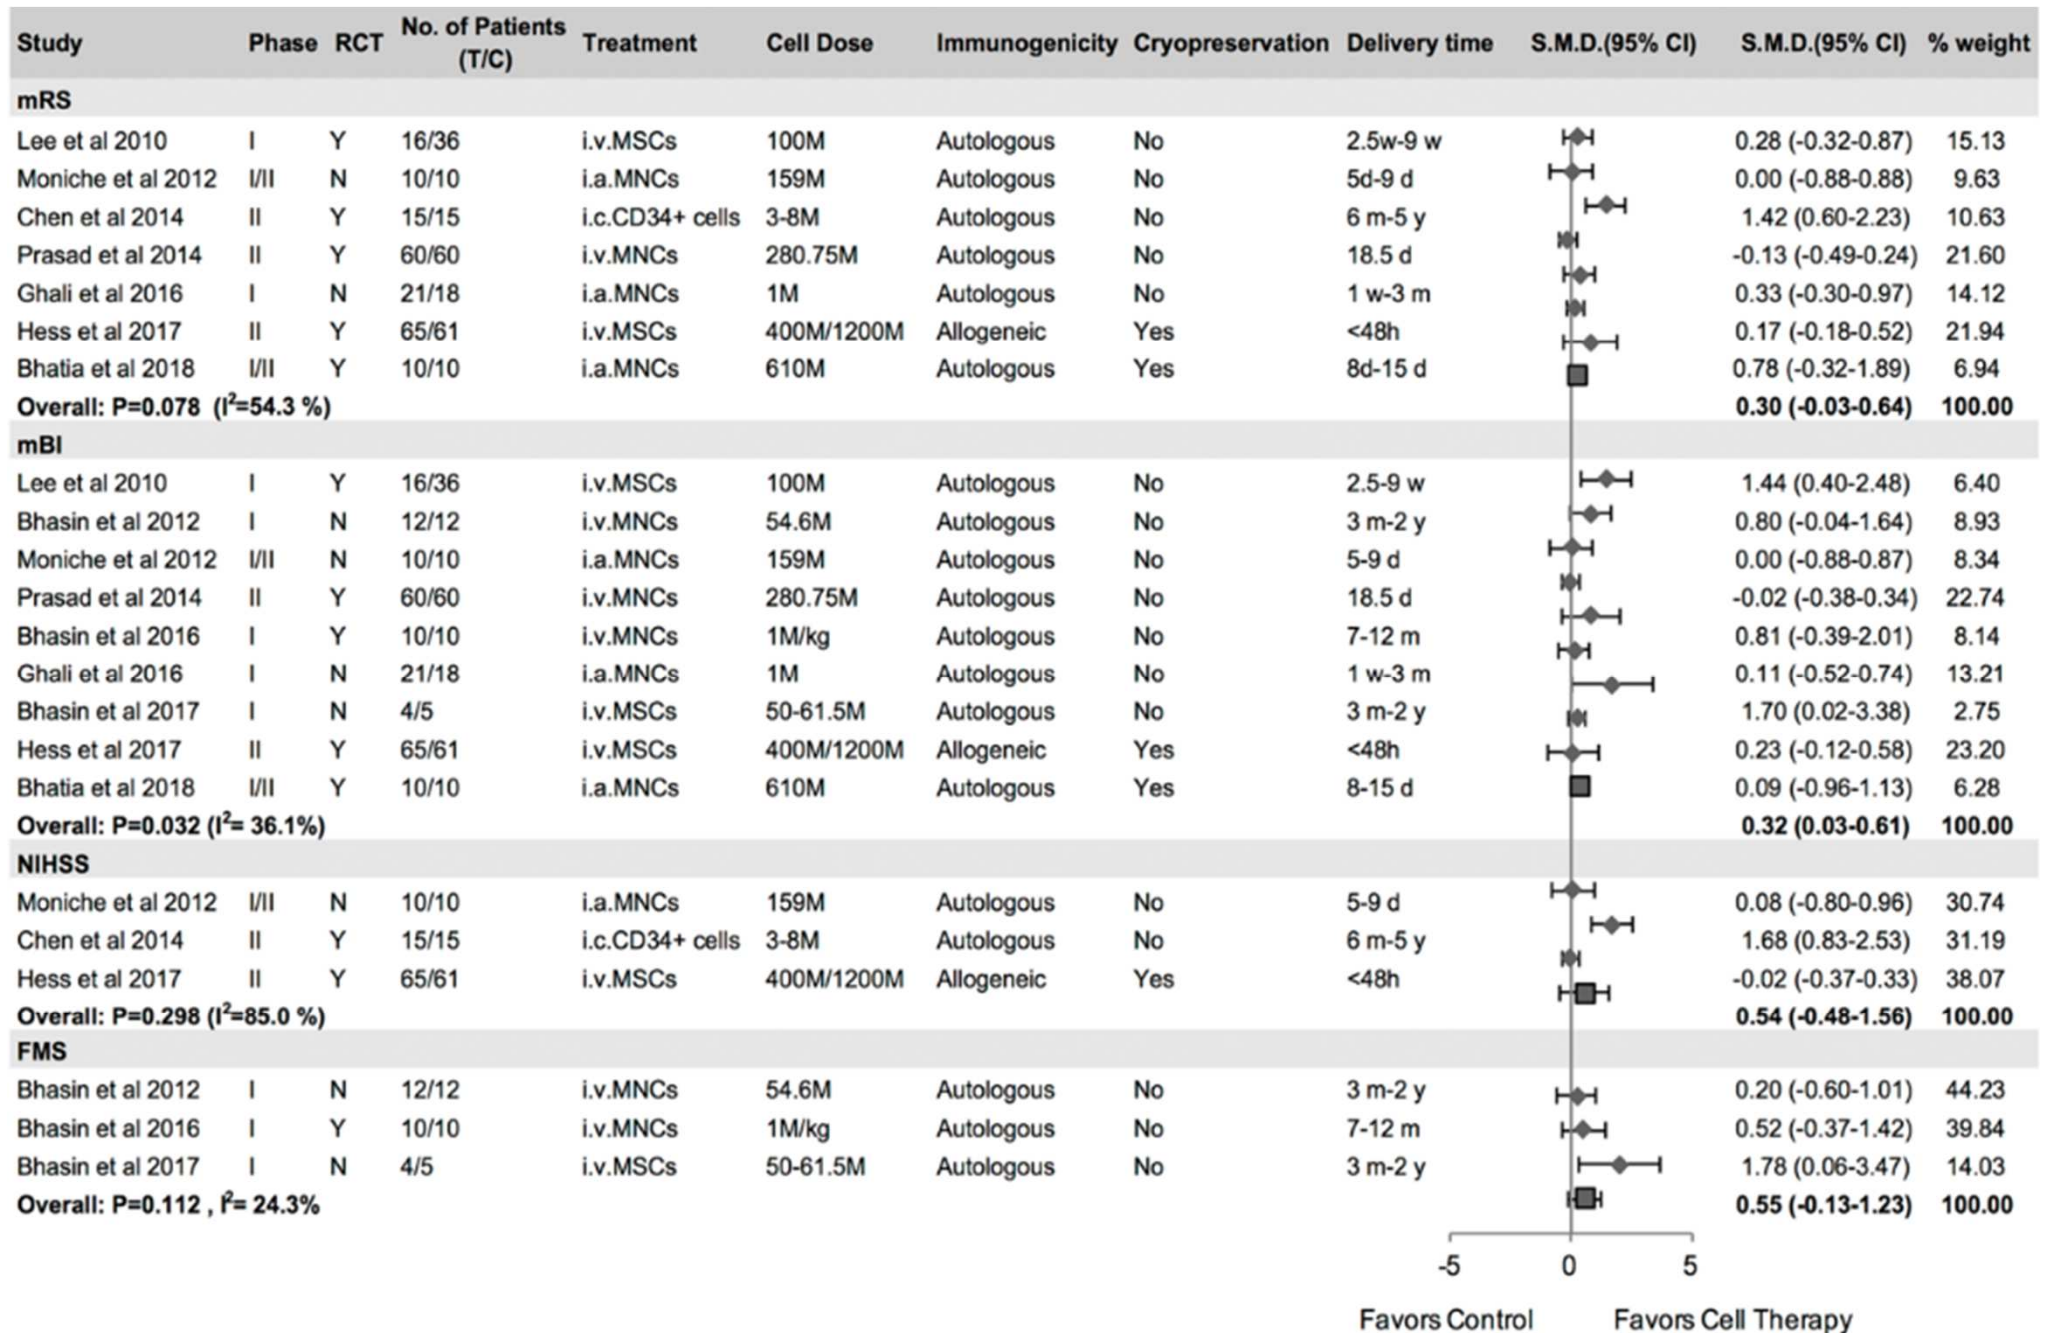 Study Phase RCT No. of Patients (T/C) Treatment Cell Dose Immunogenicity Cryopreservation Delivery time S.M.D.(95% CI) S.M.D.(95% CI) % weight
mRS
Lee et al 2010 I Y 16/36 i.v.MSCs 100M Autologous No 2.5w-9 w 0.28 (-0.32-0.87) 15.13
Moniche et al 2012 I/II N 10/10 i.a.MNCs 159M Autologous No 5d-9 d 0.00 (-0.88-0.88) 9.63
Chen et al 2014 II Y 15/15 i.c.CD34+ cells 3-8M Autologous No 6 m-5 y 1.42 (0.60-2.23) 10.63
Prasad et al 2014 II Y 60/60 i.v.MNCs 280.75M Autologous No 18.5 d -0.13 (-0.49-0.24) 21.60
Ghali et al 2016 I N 21/18 i.a.MNCs 1M Autologous No 1 w-3 m 0.33 (-0.30-0.97) 14.12
Hess et al 2017 II Y 65/61 i.v.MSCs 400M/1200M Allogeneic Yes <48h 0.17 (-0.18-0.52) 21.94
Bhatia et al 2018 I/II Y 10/10 i.a.MNCs 610M Autologous Yes 8d-15 d 0.78 (-0.32-1.89) 6.94
Overall: P=0.078 (I²=54.3 %) 0.30 (-0.03-0.64) 100.00
mBI
Lee et al 2010 I Y 16/36 i.v.MSCs 100M Autologous No 2.5-9 w 1.44 (0.40-2.48) 6.40
Bhasin et al 2012 I N 12/12 i.v.MNCs 54.6M Autologous No 3 m-2 y 0.80 (-0.04-1.64) 8.93
Moniche et al 2012 I/II N 10/10 i.a.MNCs 159M Autologous No 5-9 d 0.00 (-0.88-0.87) 8.34
Prasad et al 2014 II Y 60/60 i.v.MNCs 280.75M Autologous No 18.5 d -0.02 (-0.38-0.34) 22.74
Bhasin et al 2016 I Y 10/10 i.v.MNCs 1M/kg Autologous No 7-12 m 0.81 (-0.39-2.01) 8.14
Ghali et al 2016 I N 21/18 i.a.MNCs 1M Autologous No 1 w-3 m 0.11 (-0.52-0.74) 13.21
Bhasin et al 2017 I N 4/5 i.v.MSCs 50-61.5M Autologous No 3 m-2 y 1.70 (0.02-3.38) 2.75
Hess et al 2017 II Y 65/61 i.v.MSCs 400M/1200M Allogeneic Yes <48h 0.23 (-0.12-0.58) 23.20
Bhatia et al 2018 I/II Y 10/10 i.a.MNCs 610M Autologous Yes 8-15 d 0.09 (-0.96-1.13) 6.28
Overall: P=0.032 (I²= 36.1%) 0.32 (0.03-0.61) 100.00
NIHSS
Moniche et al 2012 I/II N 10/10 i.a.MNCs 159M Autologous No 5-9 d 0.08 (-0.80-0.96) 30.74
Chen et al 2014 II Y 15/15 i.c.CD34+ cells 3-8M Autologous No 6 m-5 y 1.68 (0.83-2.53) 31.19
Hess et al 2017 II Y 65/61 i.v.MSCs 400M/1200M Allogeneic Yes <48h -0.02 (-0.37-0.33) 38.07
Overall: P=0.298 (I²=85.0 %) 0.54 (-0.48-1.56) 100.00
FMS
Bhasin et al 2012 I N 12/12 i.v.MNCs 54.6M Autologous No 3 m-2 y 0.20 (-0.60-1.01) 44.23
Bhasin et al 2016 I Y 10/10 i.v.MNCs 1M/kg Autologous No 7-12 m 0.52 (-0.37-1.42) 39.84
Bhasin et al 2017 I N 4/5 i.v.MSCs 50-61.5M Autologous No 3 m-2 y 1.78 (0.06-3.47) 14.03
Overall: P=0.112 , I²= 24.3% 0.55 (-0.13-1.23) 100.00
-5 0 5
Favors Control Favors Cell Therapy